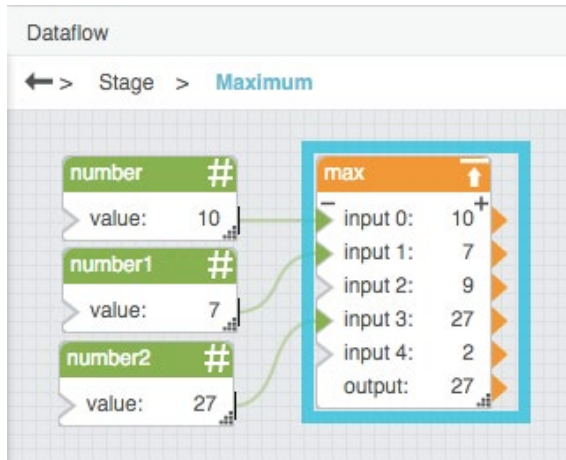 Dataflow
> Stage > Maximum
number #
value: 10
number1 #
value: 7
number2 #
value: 27
max
− +
input 0: 10
input 1: 7
input 2: 9
input 3: 27
input 4: 2
output: 27